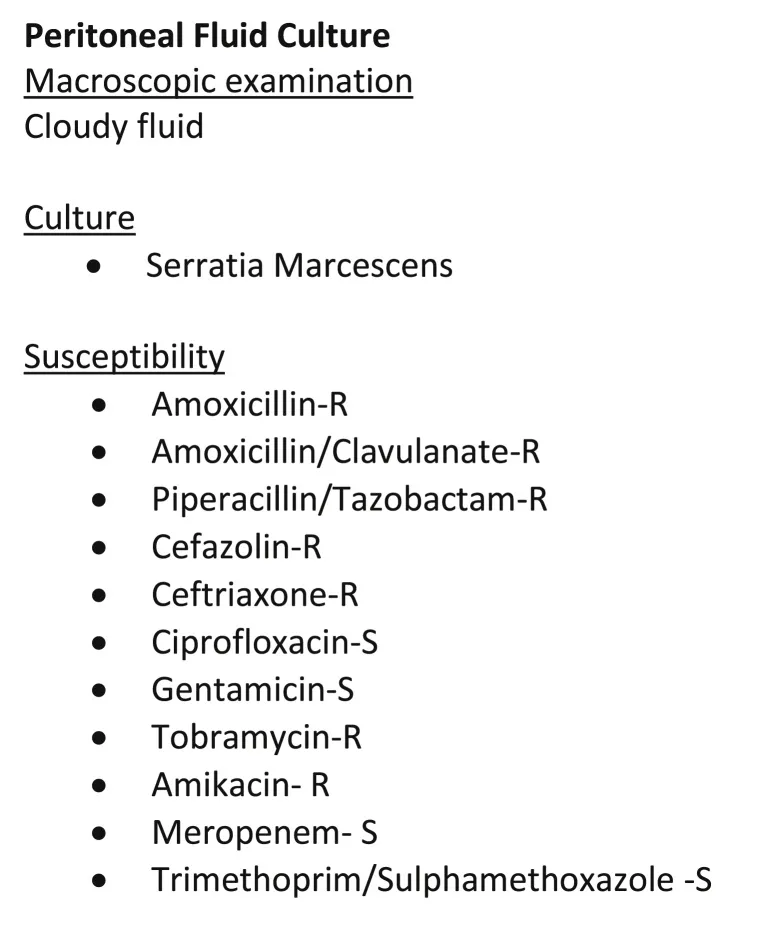 Peritoneal Fluid Culture
Macroscopic examination
Cloudy fluid
Culture
• Serratia Marcescens
Susceptibility
• Amoxicillin-R
• Amoxicillin/Clavulanate-R
• Piperacillin/Tazobactam-R
• Cefazolin-R
• Ceftriaxone-R
• Ciprofloxacin-S
• Gentamicin-S
• Tobramycin-R
• Amikacin- R
• Meropenem- S
• Trimethoprim/Sulphamethoxazole -S